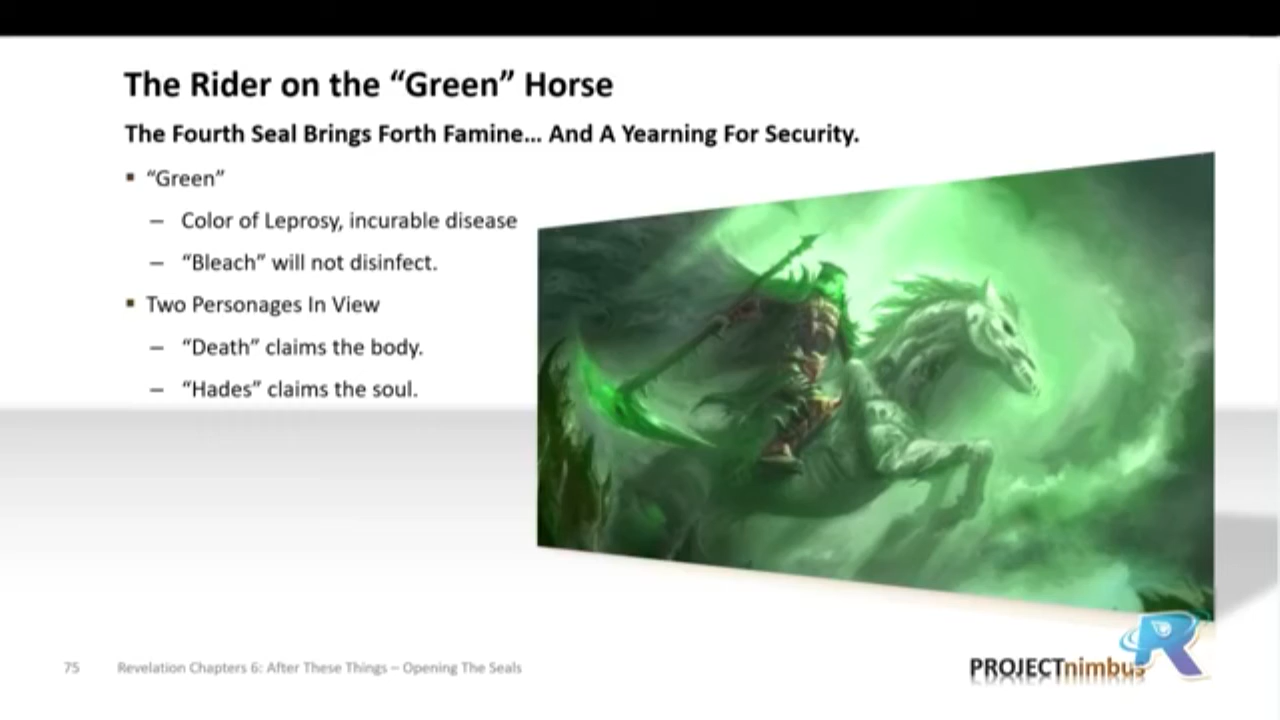 The Rider on the “Green” Horse
The Fourth Seal Brings Forth Famine... And A Yearning For Security.
▪ “Green”
– Color of Leprosy, incurable disease
– “Bleach” will not disinfect.
▪ Two Personages In View
– “Death” claims the body.
– “Hades” claims the soul.
75 Revelation Chapters 6: After These Things – Opening The Seals
PROJECTnimbus
R